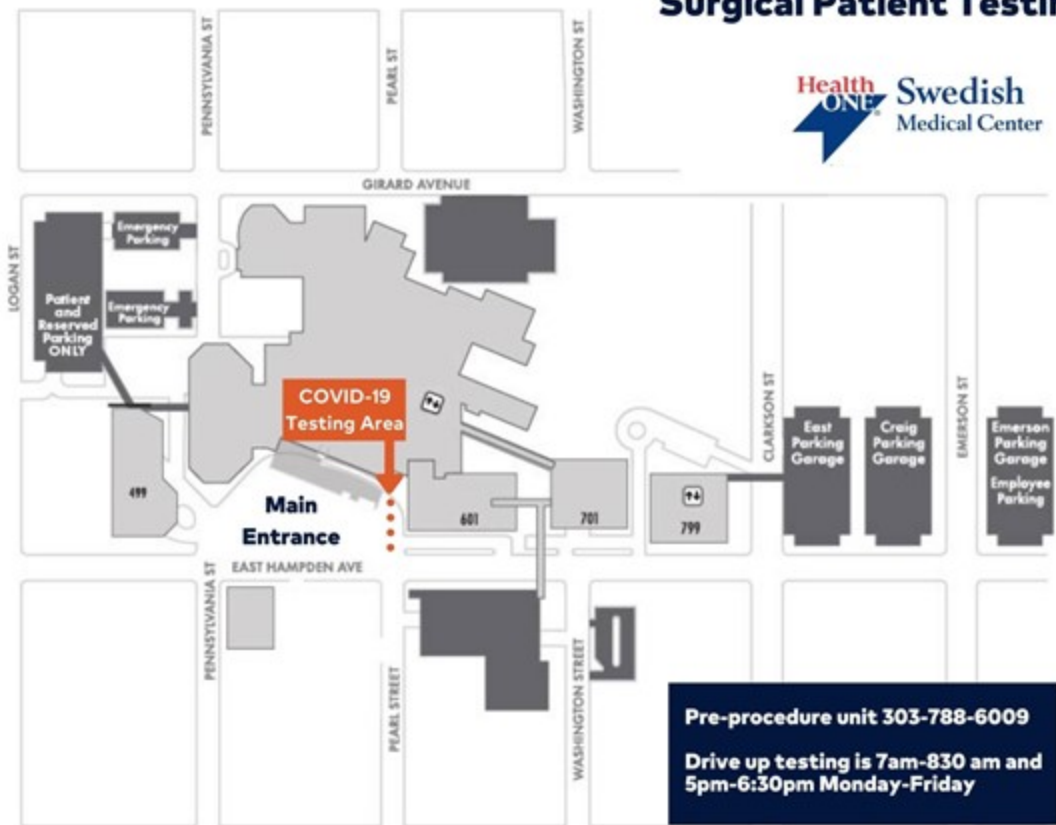 Surgical Patient Testin
Health
ONE
Swedish
Medical Center
PENNSYLVANIA ST
PEARL ST
WASHINGTON ST
GIRARD AVENUE
LOGAN ST
Emergency
Parking
Emergency
Parking
Patient
and
Reserved
Parking
ONLY
COVID-19
Testing Area
CLARKSON ST
EMERSON ST
East
Parking
Garage
Craig
Parking
Garage
Emerson
Parking
Garage
Employee
Parking
499
Main
Entrance
601
701
799
EAST HAMPDEN AVE
PENNSYLVANIA ST
PEARL STREET
WASHINGTON STREET
Pre-procedure unit 303-788-6009
Drive up testing is 7am-830 am and
5pm-6:30pm Monday-Friday